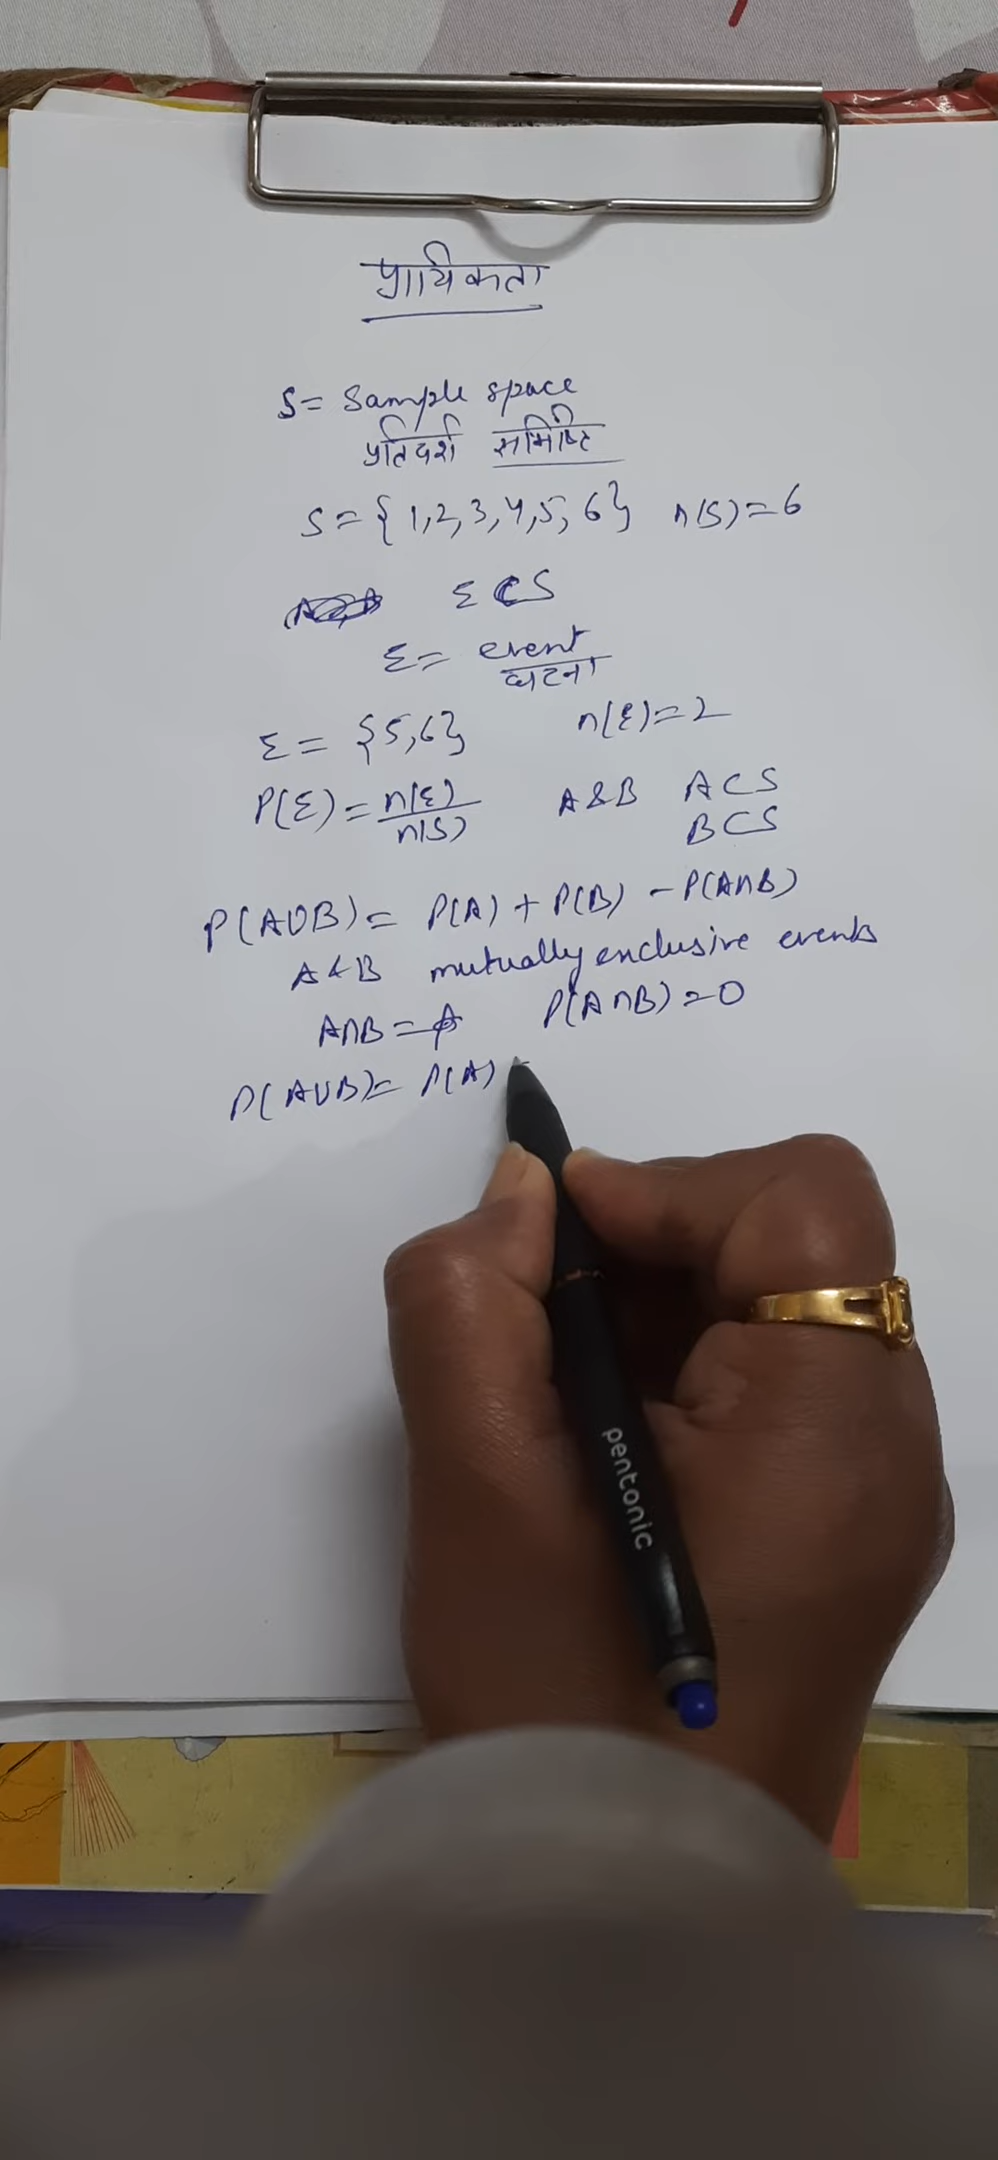 प्रायिकता
S = Sample space
प्रतिदर्श समिष्टि
S = {1,2,3,4,5,6} n(S) = 6
E ⊂ S
E = event
घटना
E = {5,6} n(E) = 2
P(E) = n(E)/n(S) A & B A ⊂ S
B ⊂ S
P(A∪B) = P(A) + P(B) - P(A∩B)
A & B mutually exclusive events
A∩B = ϕ P(A∩B) = 0
P(A∪B) = P(A)
pentonic